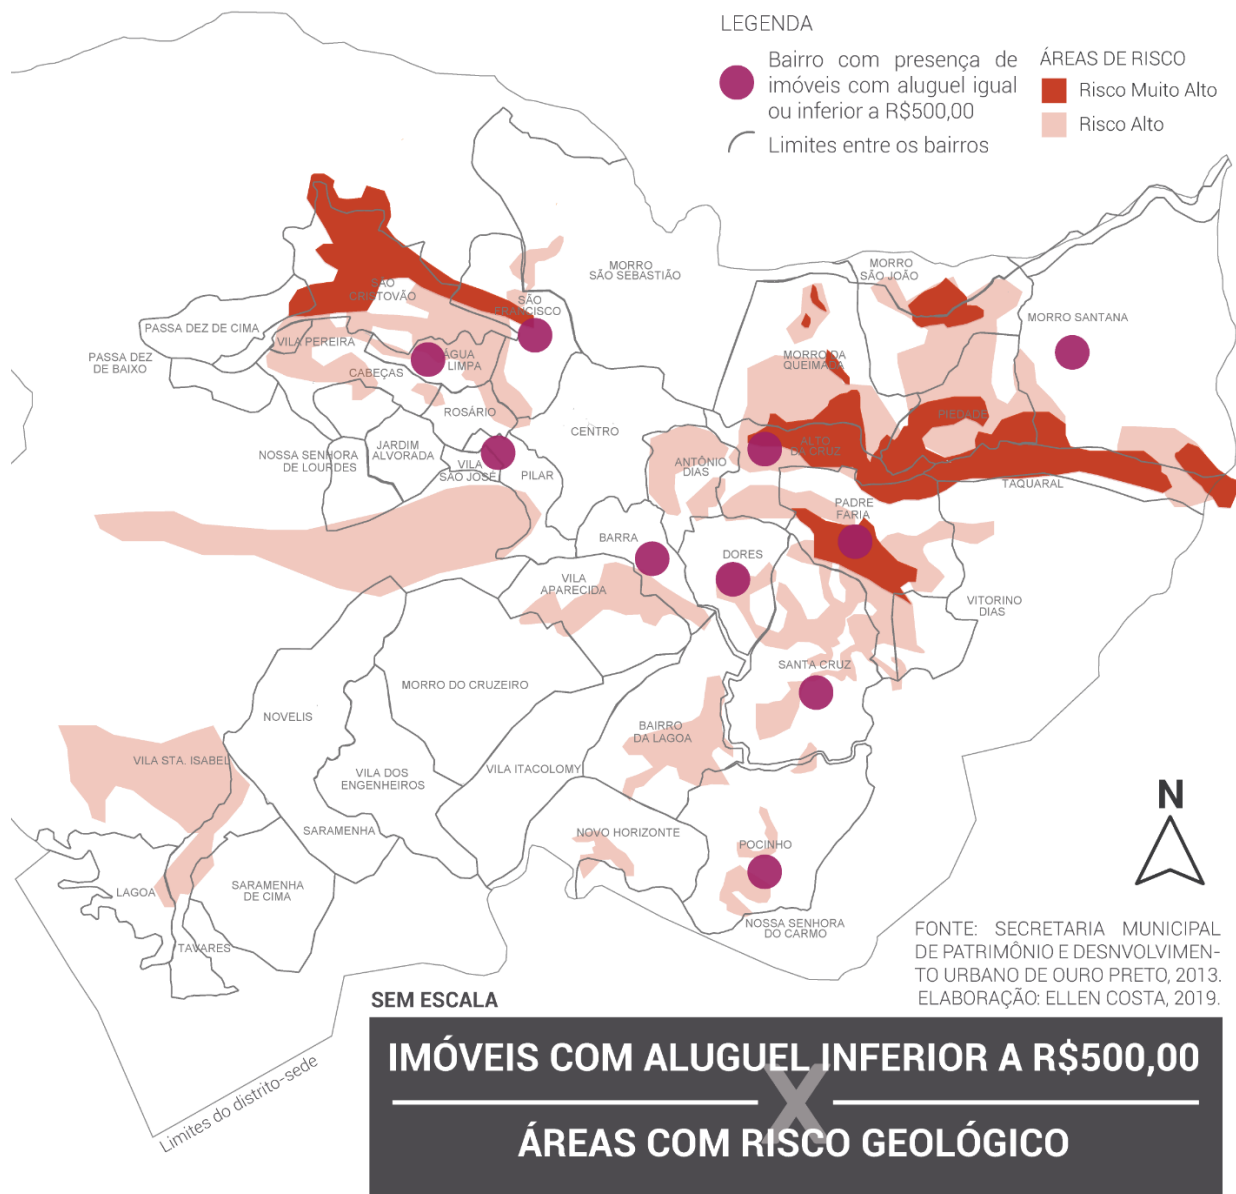 LEGENDA
Bairro com presença de
imóveis com aluguel igual
ou inferior a R$500,00
Limites entre os bairros
ÁREAS DE RISCO
Risco Muito Alto
Risco Alto
MORRO
SÃO SEBASTIÃO
MORRO
SÃO JOÃO
MORRO SANTANA
SÃO
CRISTOVÃO
SÃO
FRANCISCO
PASSA DEZ DE CIMA
PASSA DEZ
DE BAIXO
VILA PEREIRA
CABEÇAS
ÁGUA
LIMPA
MORRO DA
QUEIMADA
ROSÁRIO
CENTRO
PIEDADE
NOSSA SENHORA
DE LOURDES
JARDIM
ALVORADA
VILA
SÃO JOSÉ
PILAR
ANTÔNIO
DIAS
ALTO
DA CRUZ
TAQUARAL
PADRE
FARIA
BARRA
DORES
VILA
APARECIDA
VITORINO
DIAS
SANTA CRUZ
MORRO DO CRUZEIRO
NOVELIS
BAIRRO
DA LAGOA
VILA STA. ISABEL
VILA DOS
ENGENHEIROS
VILA ITACOLOMY
SARAMENHA
NOVO HORIZONTE
POCINHO
LAGOA
SARAMENHA
DE CIMA
NOSSA SENHORA
DO CARMO
TAVARES
N
FONTE: SECRETARIA MUNICIPAL
DE PATRIMÔNIO E DESNVOLVIMEN-
TO URBANO DE OURO PRETO, 2013.
ELABORAÇÃO: ELLEN COSTA, 2019.
SEM ESCALA
Limites do distrito-sede
IMÓVEIS COM ALUGUEL INFERIOR A R$500,00
X
ÁREAS COM RISCO GEOLÓGICO